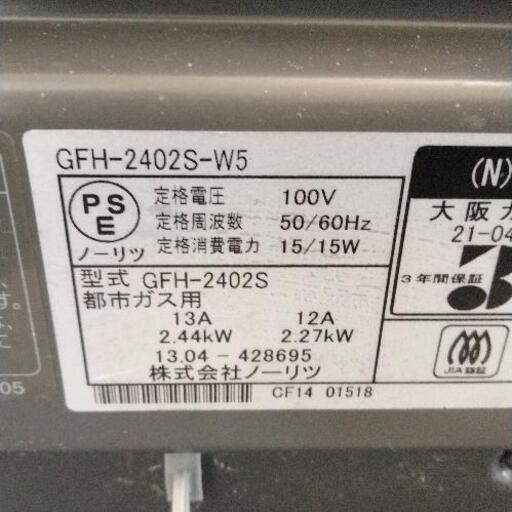 GFH-2402S-W5
PSE
ノーリツ
定格電圧 100V
定格周波数 50/60Hz
定格消費電力 15/15W
型式 GFH-2402S
都市ガス用
13A 12A
2.44kW 2.27kW
13.04-428695
株式会社ノーリツ
CF14 01518
(N)
大阪ガ
21-04
3年間保証
JIA認証
05